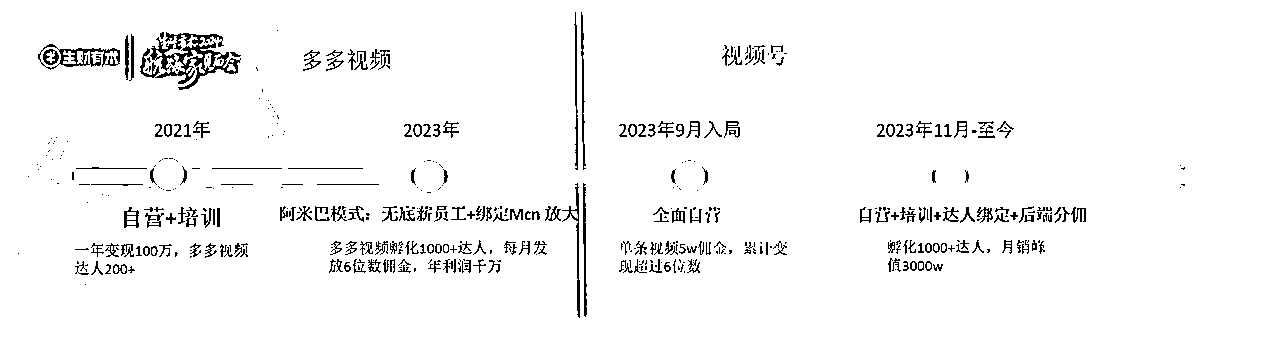 生财有术
多多视频
视频号
2021年
2023年
2023年9月入局
2023年11月-至今
自营+培训
阿米巴模式：无底薪员工+绑定Mcn 放大
全面自营
自营+培训+达人绑定+后端分佣
一年变现100万，多多视频
达人200+
多多视频孵化1000+达人，每月发
放6位数佣金，年利润千万
单条视频5w佣金，累计变
现超过6位数
孵化1000+达人，月销峰
值3000w